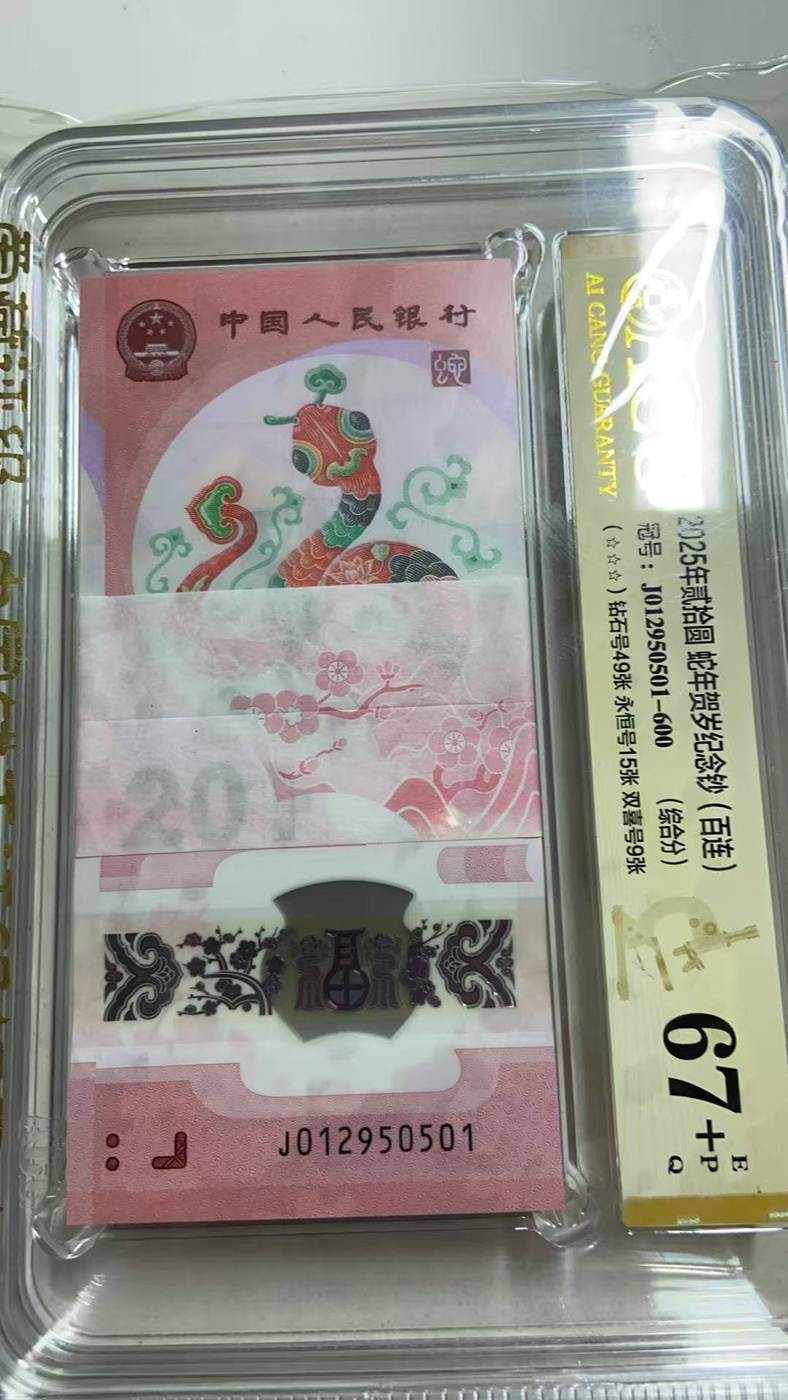 中国人民银行
蛇
20
J012950501
AI CANG GUARANTY
2025年贰拾圆 蛇年贺岁纪念钞（百连）
冠号：J012950501-600 （综合分）
（☆☆☆）钻石号49张 永恒号15张 双喜号9张
67+
E
P
Q